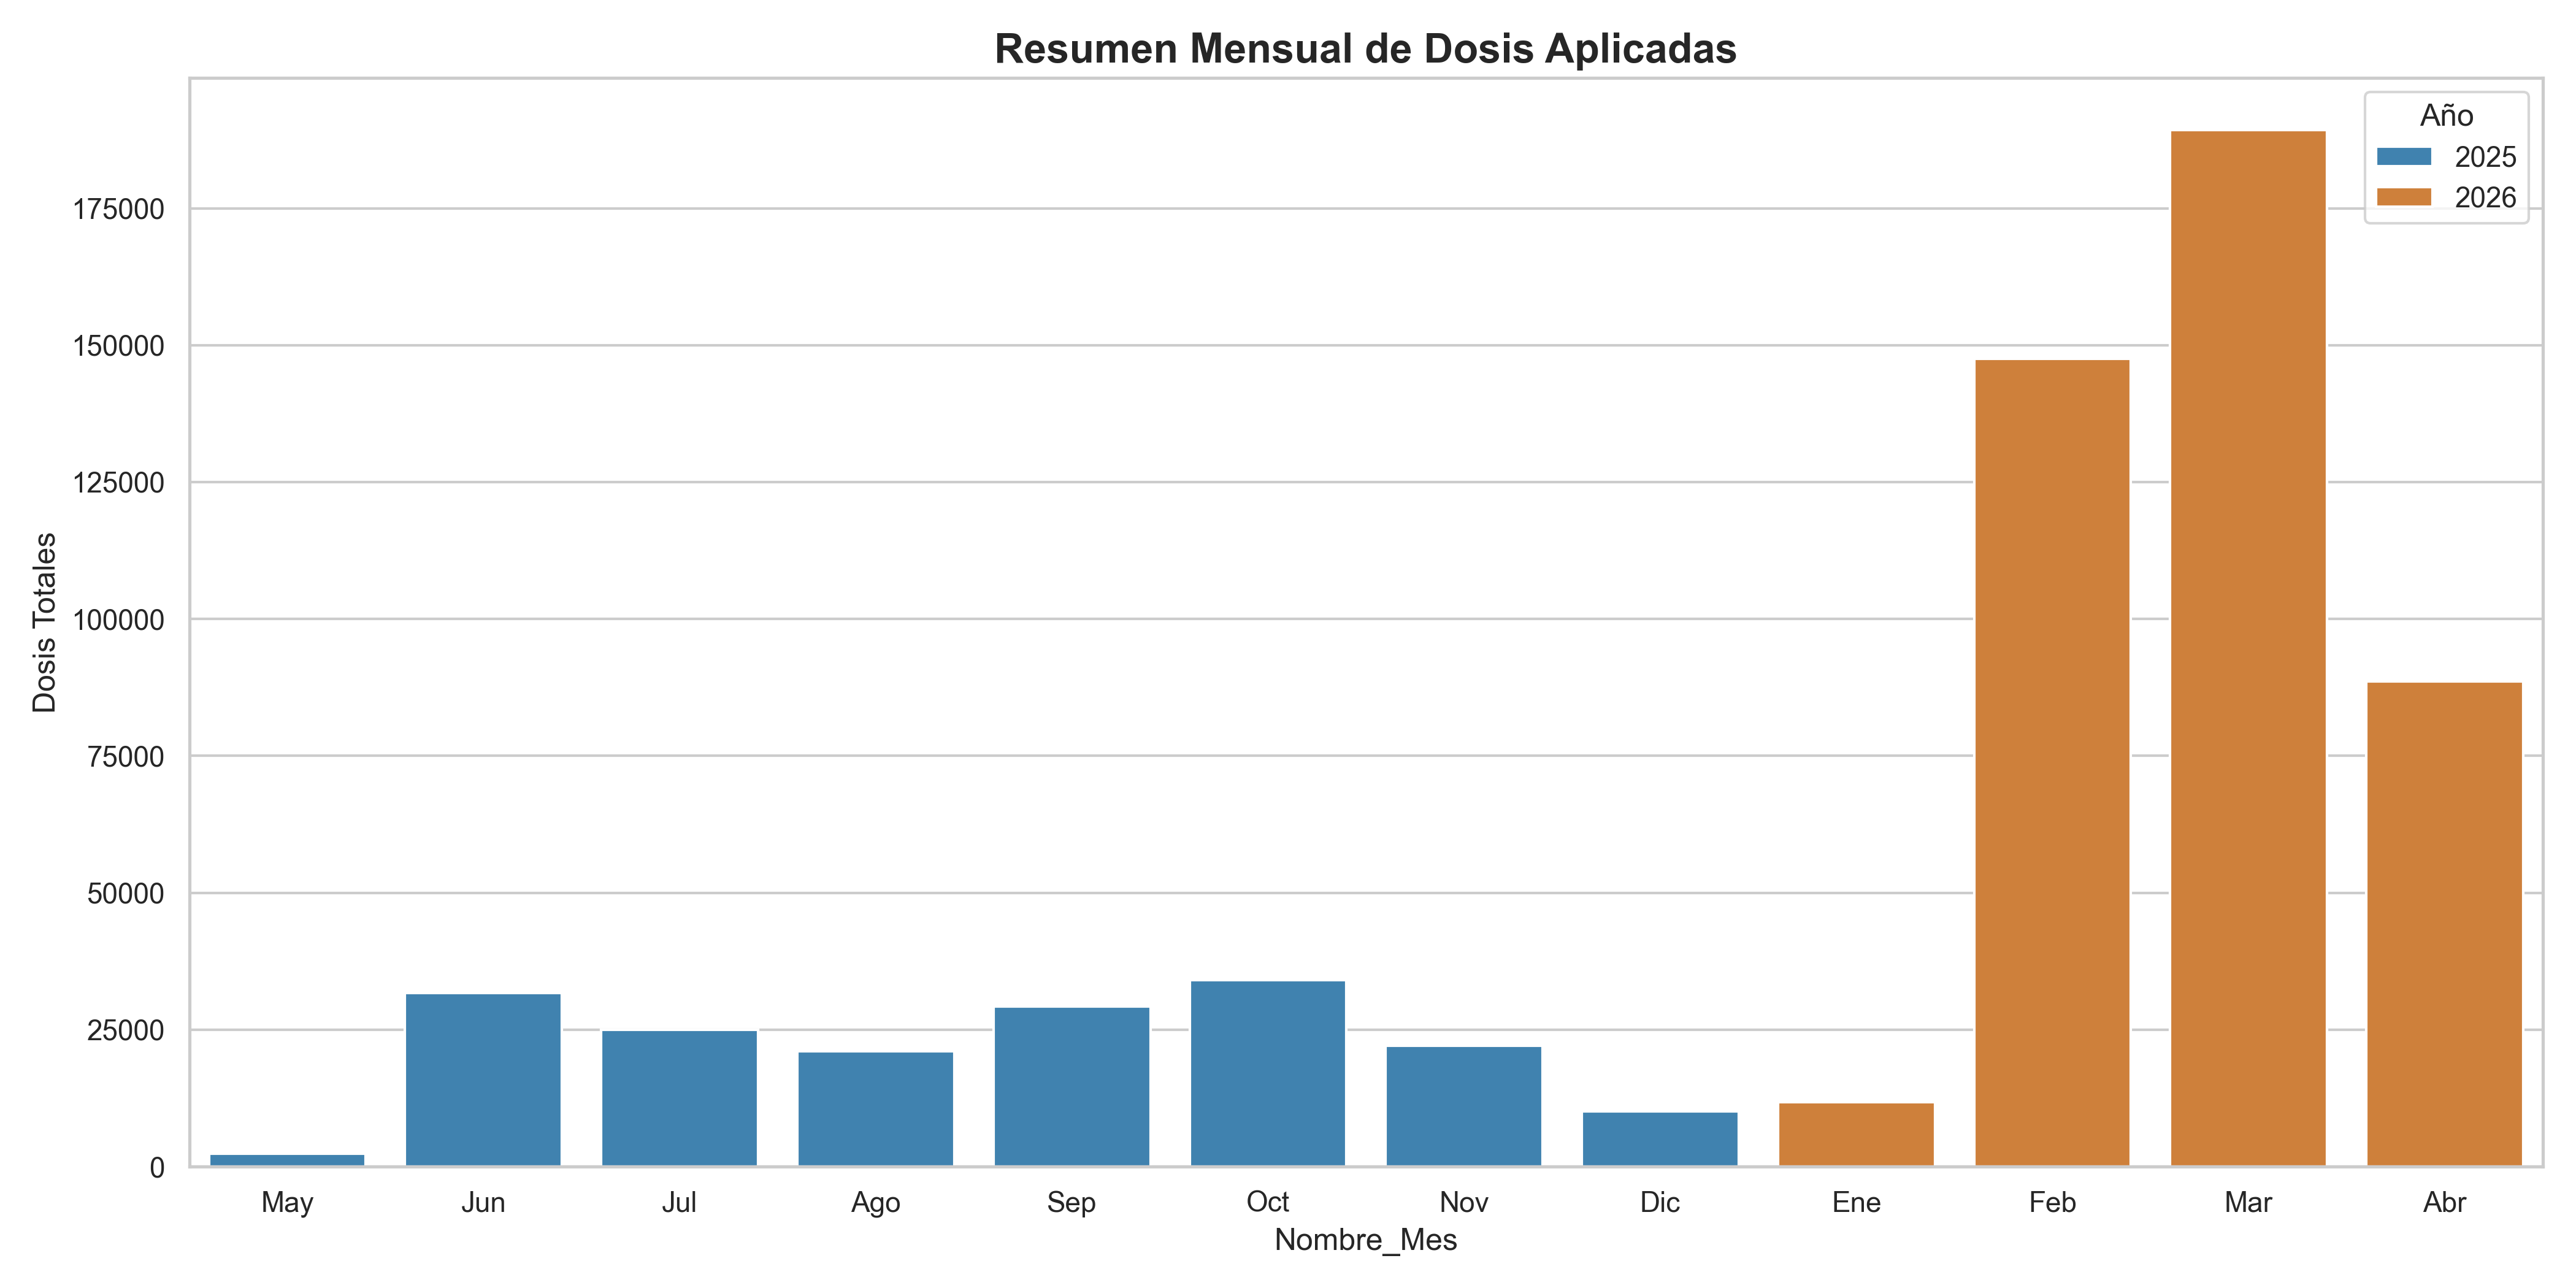 Resumen Mensual de Dosis Aplicadas
Año
2025
2026
175000
150000
125000
100000
75000
50000
25000
0
Dosis Totales
May Jun Jul Ago Sep Oct Nov Dic Ene Feb Mar Abr
Nombre_Mes